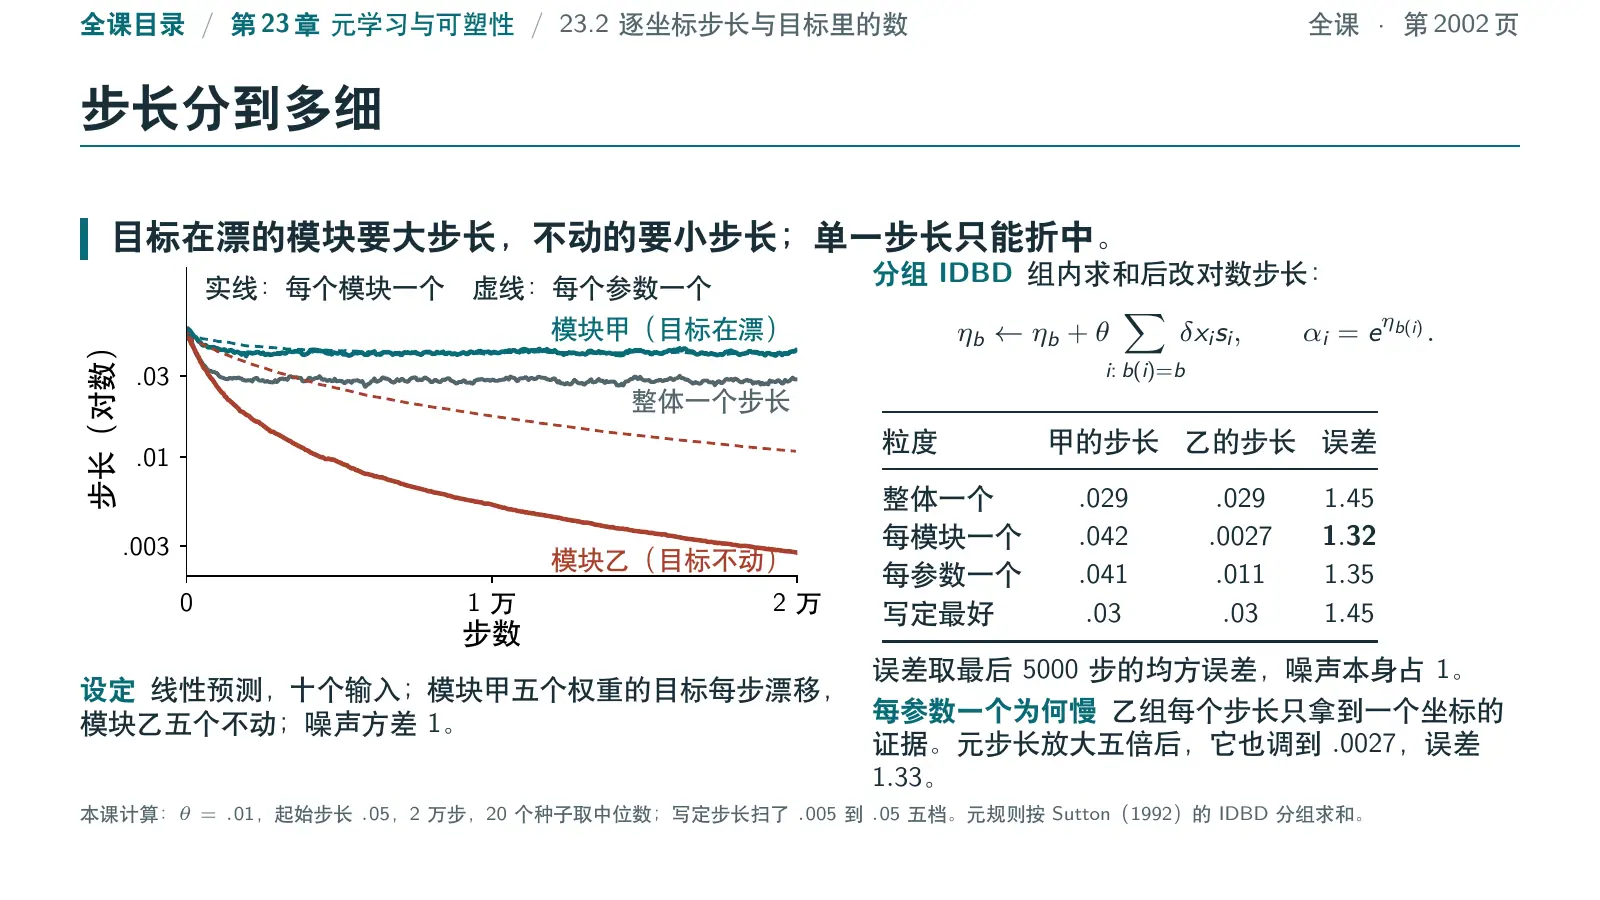 全课目录 / 第 23 章 元学习与可塑性 / 23.2 逐坐标步长与目标里的数
全课 · 第 2002 页
步长分到多细
目标在漂的模块要大步长，不动的要小步长；单一步长只能折中。
实线：每个模块一个 虚线：每个参数一个
模块甲（目标在漂）
整体一个步长
模块乙（目标不动）
步长（对数）
.03
.01
.003
0
1 万
2 万
步数
设定 线性预测，十个输入；模块甲五个权重的目标每步漂移，
模块乙五个不动；噪声方差 1。
分组 IDBD 组内求和后改对数步长：
η_b ← η_b + θ ∑_{i: b(i)=b} δx_i s_i, α_i = e^{η_{b(i)}}.
粒度 甲的步长 乙的步长 误差
整体一个 .029 .029 1.45
每模块一个 .042 .0027 1.32
每参数一个 .041 .011 1.35
写定最好 .03 .03 1.45
误差取最后 5000 步的均方误差，噪声本身占 1。
每参数一个为何慢 乙组每个步长只拿到一个坐标的
证据。元步长放大五倍后，它也调到 .0027，误差
1.33。
本课计算：θ = .01，起始步长 .05，2 万步，20 个种子取中位数；写定步长扫了 .005 到 .05 五档。元规则按 Sutton（1992）的 IDBD 分组求和。